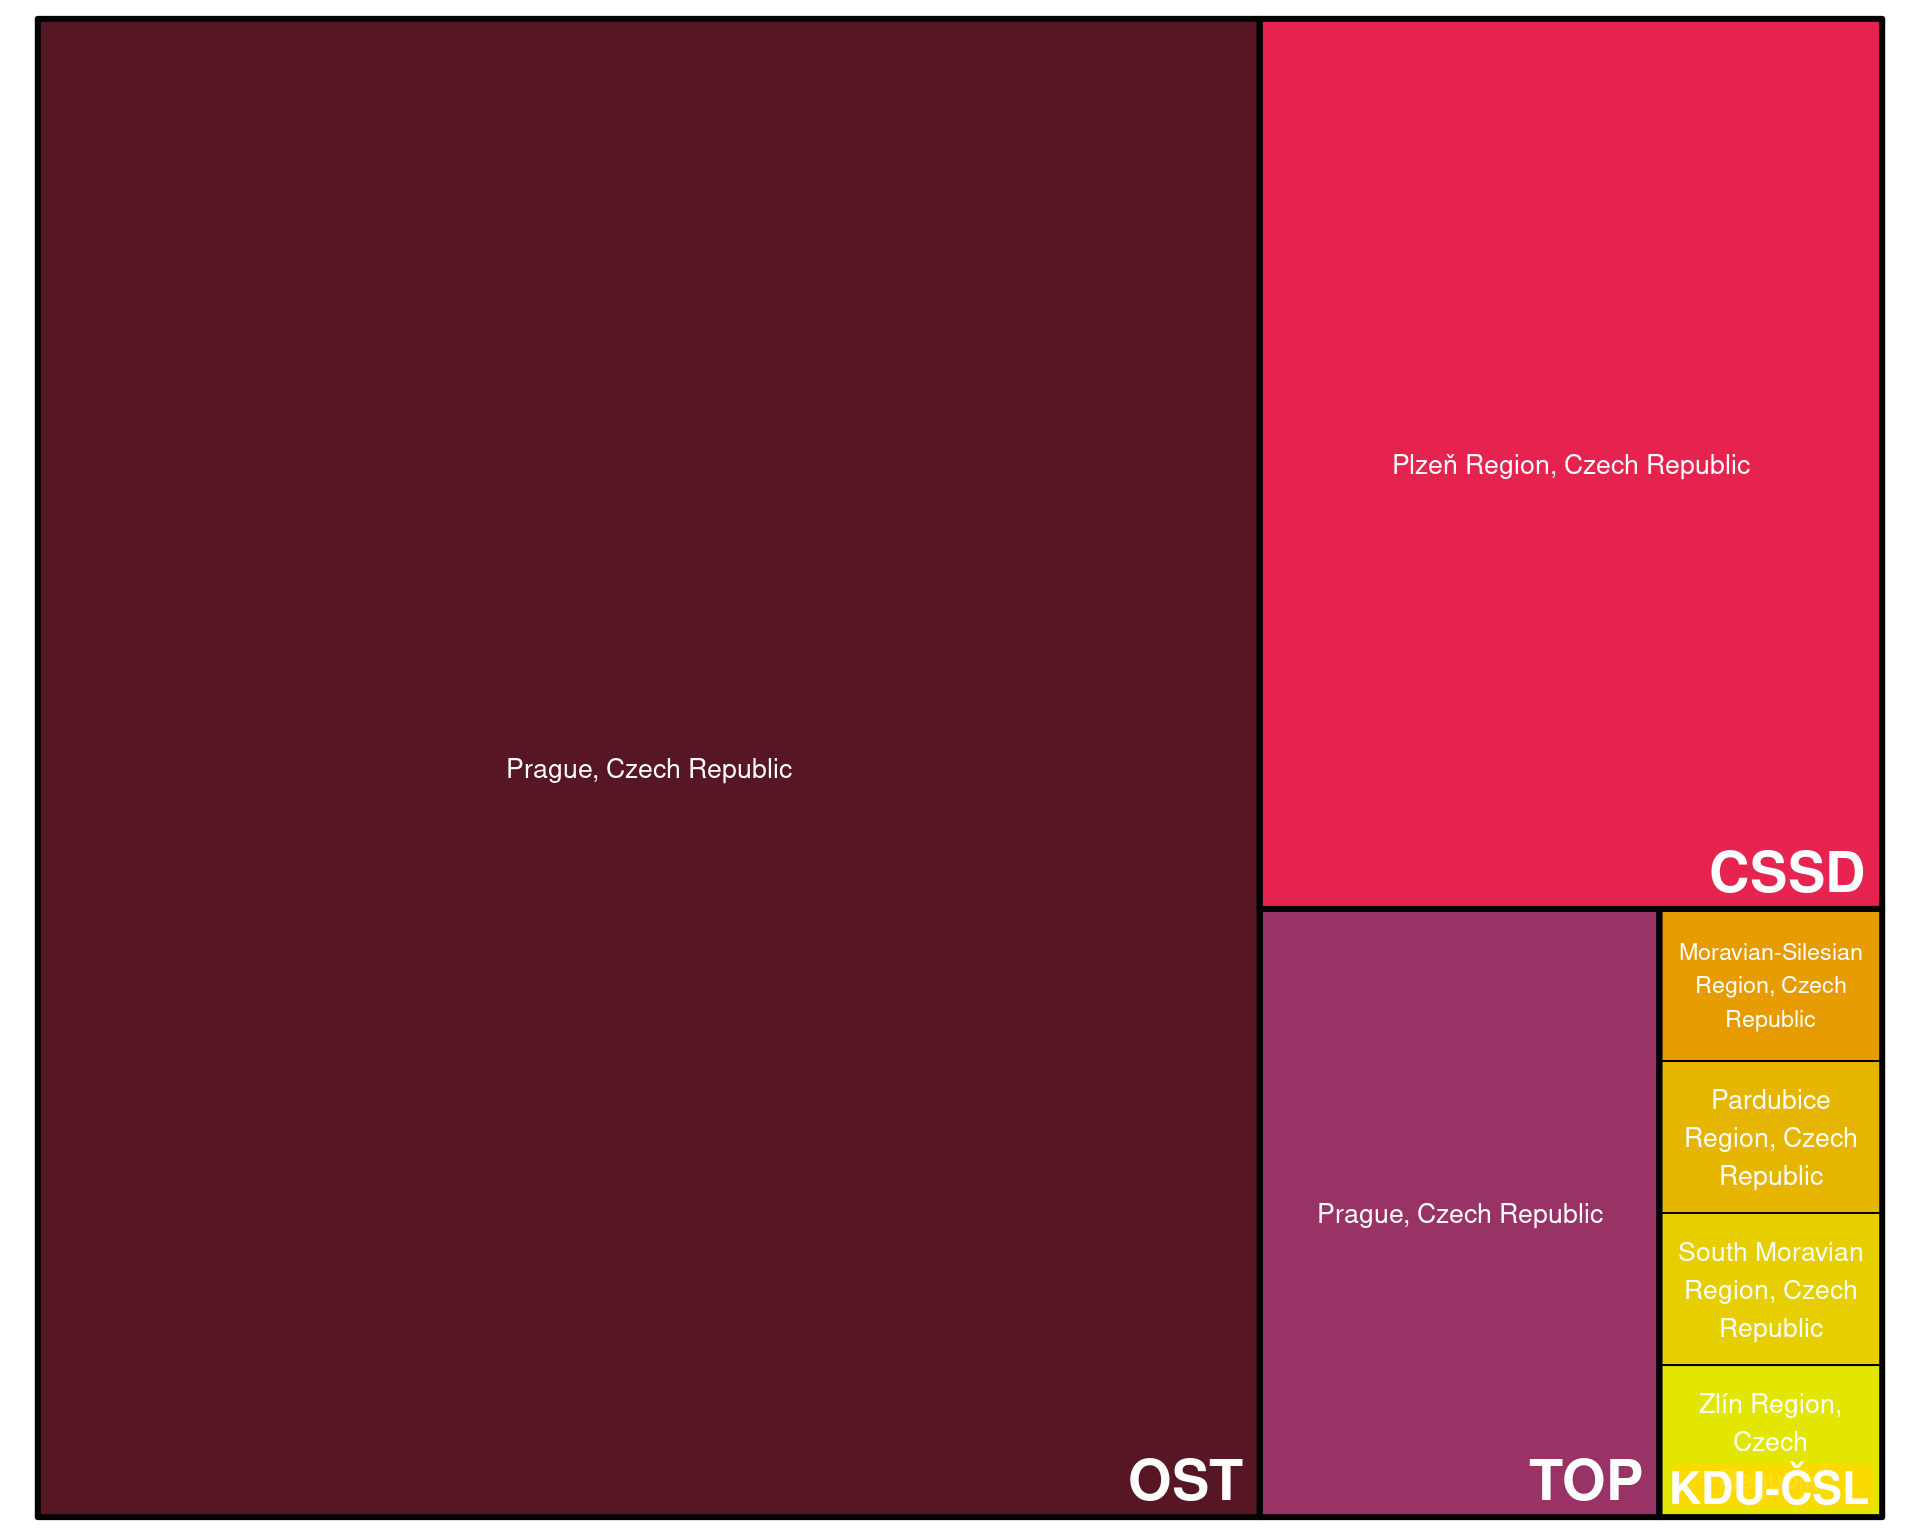 Prague, Czech Republic
OST
Plzeň Region, Czech Republic
CSSD
Prague, Czech Republic
TOP
Moravian-Silesian
Region, Czech
Republic
Pardubice
Region, Czech
Republic
South Moravian
Region, Czech
Republic
Zlín Region,
Czech
KDU-ČSL